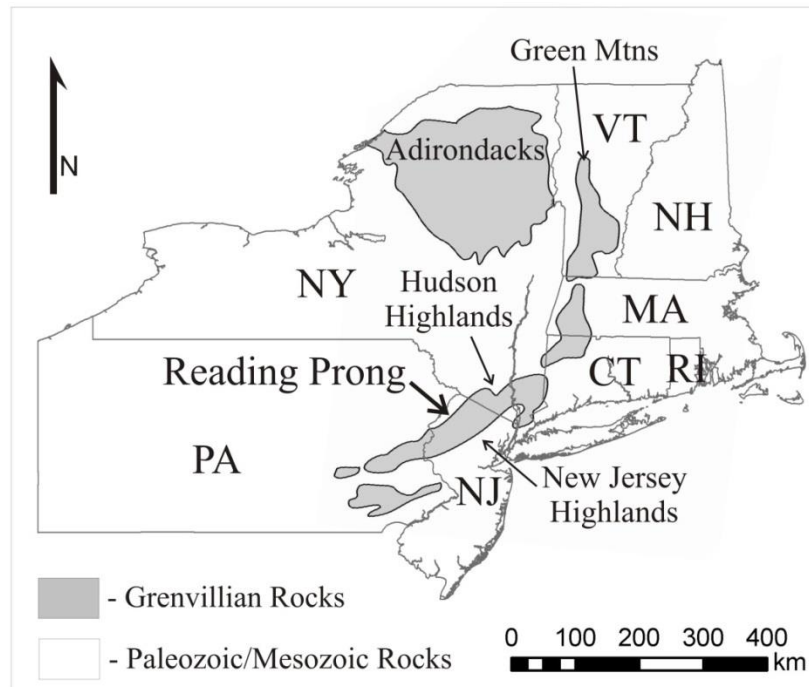 Green Mtns
N
Adirondacks
VT
NH
NY
Hudson
Highlands
MA
Reading Prong
CT
RI
PA
NJ
New Jersey
Highlands
- Grenvillian Rocks
- Paleozoic/Mesozoic Rocks
0 100 200 300 400
km